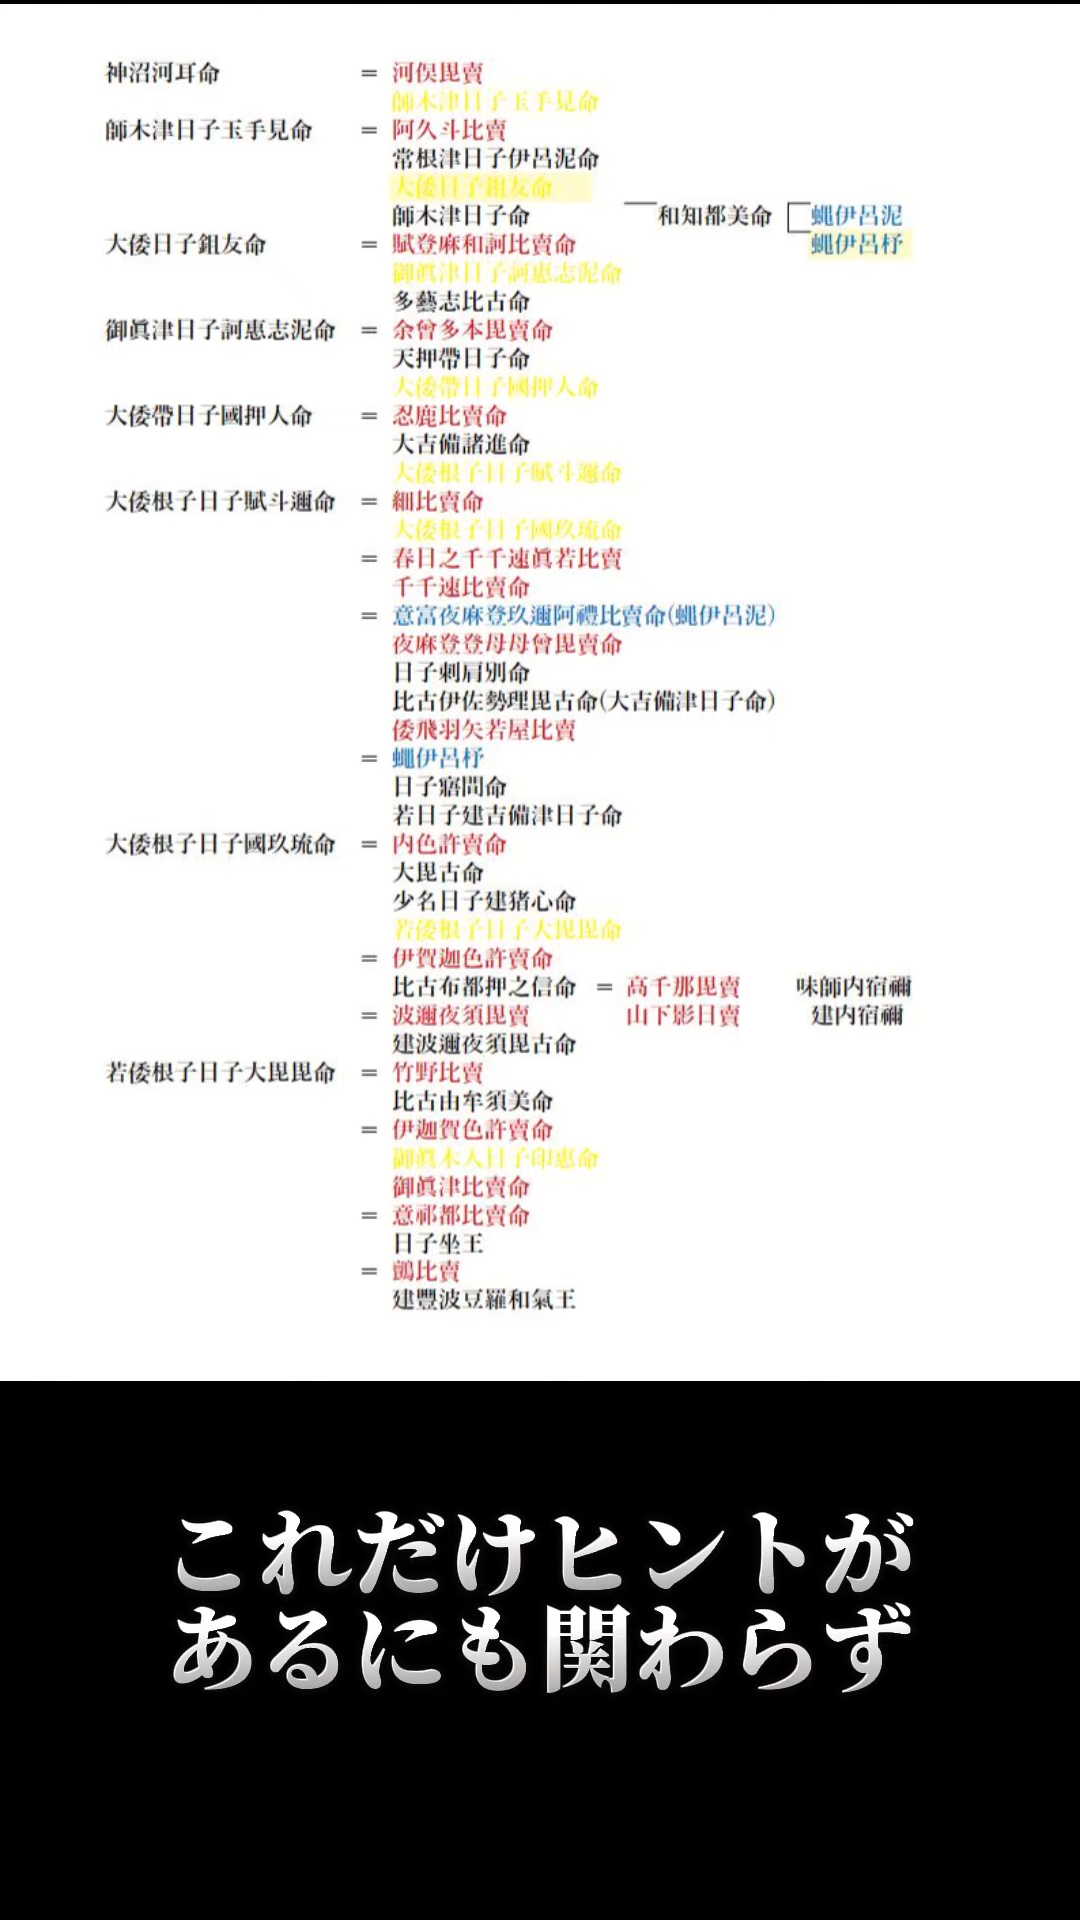 神沼河耳命 = 河俣毘賣
師木津日子玉手見命
師木津日子玉手見命 = 阿久斗比賣
常根津日子伊呂泥命
大倭日子鉏友命
師木津日子命 和知都美命 蠅伊呂泥
大倭日子鉏友命 = 賦登麻和訶比賣命 蠅伊呂杼
御眞津日子訶惠志泥命
多藝志比古命
御眞津日子訶惠志泥命 = 余曾多本毘賣命
天押帶日子命
大倭帶日子國押人命
大倭帶日子國押人命 = 忍鹿比賣命
大吉備諸進命
大倭根子日子賦斗邇命
大倭根子日子賦斗邇命 = 細比賣命
大倭根子日子國玖琉命
= 春日之千千速眞若比賣
千千速比賣命
= 意富夜麻登玖邇阿禮比賣命(蠅伊呂泥)
夜麻登登母母曾毘賣命
日子刺肩別命
比古伊佐勢理毘古命(大吉備津日子命)
倭飛羽矢若屋比賣
= 蠅伊呂杼
日子寤間命
若日子建吉備津日子命
大倭根子日子國玖琉命 = 内色許賣命
大毘古命
少名日子建猪心命
若倭根子日子大毘毘命
= 伊賀迦色許賣命
比古布都押之信命 = 高千那毘賣 味師内宿禰
= 波邇夜須毘賣 山下影日賣 建内宿禰
建波邇夜須毘古命
若倭根子日子大毘毘命 = 竹野比賣
比古由牟須美命
= 伊迦賀色許賣命
御眞木入日子印惠命
御眞津比賣命
= 意祁都比賣命
日子坐王
= 鸇比賣
建豐波豆羅和氣王
これだけヒントが
あるにも関わらず